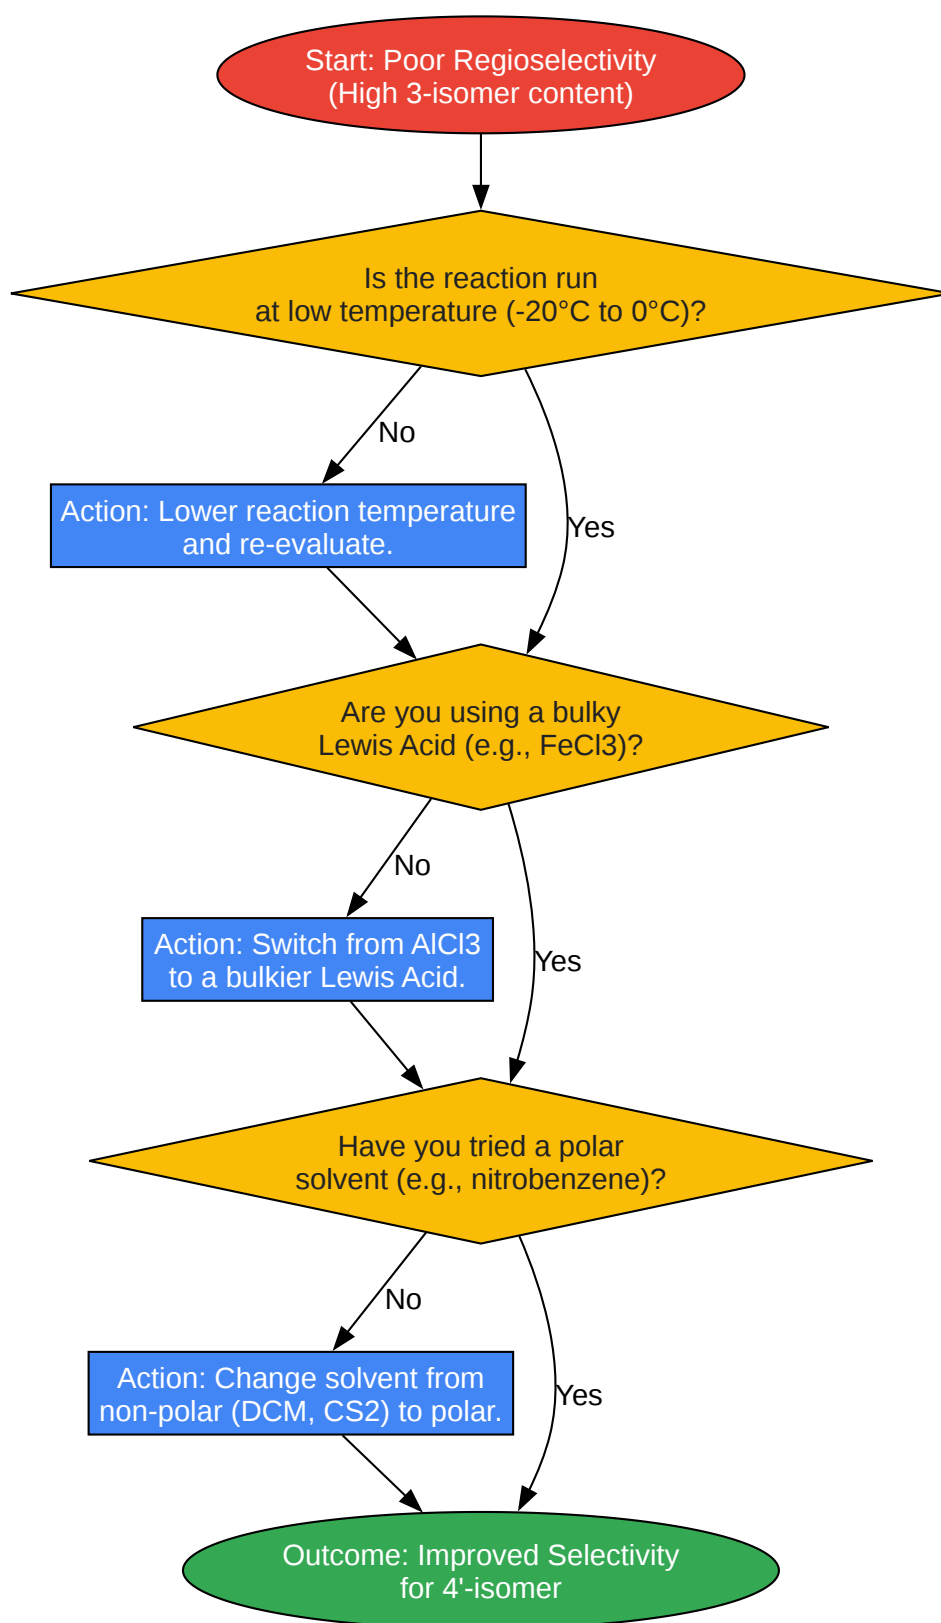 Start: Poor Regioselectivity
(High 3-isomer content)
Is the reaction run
at low temperature (-20°C to 0°C)?
No
Action: Lower reaction temperature
and re-evaluate.
Yes
Are you using a bulky
Lewis Acid (e.g., FeCl3)?
No
Action: Switch from AlCl3
to a bulkier Lewis Acid.
Yes
Have you tried a polar
solvent (e.g., nitrobenzene)?
No
Action: Change solvent from
non-polar (DCM, CS2) to polar.
Yes
Outcome: Improved Selectivity
for 4'-isomer